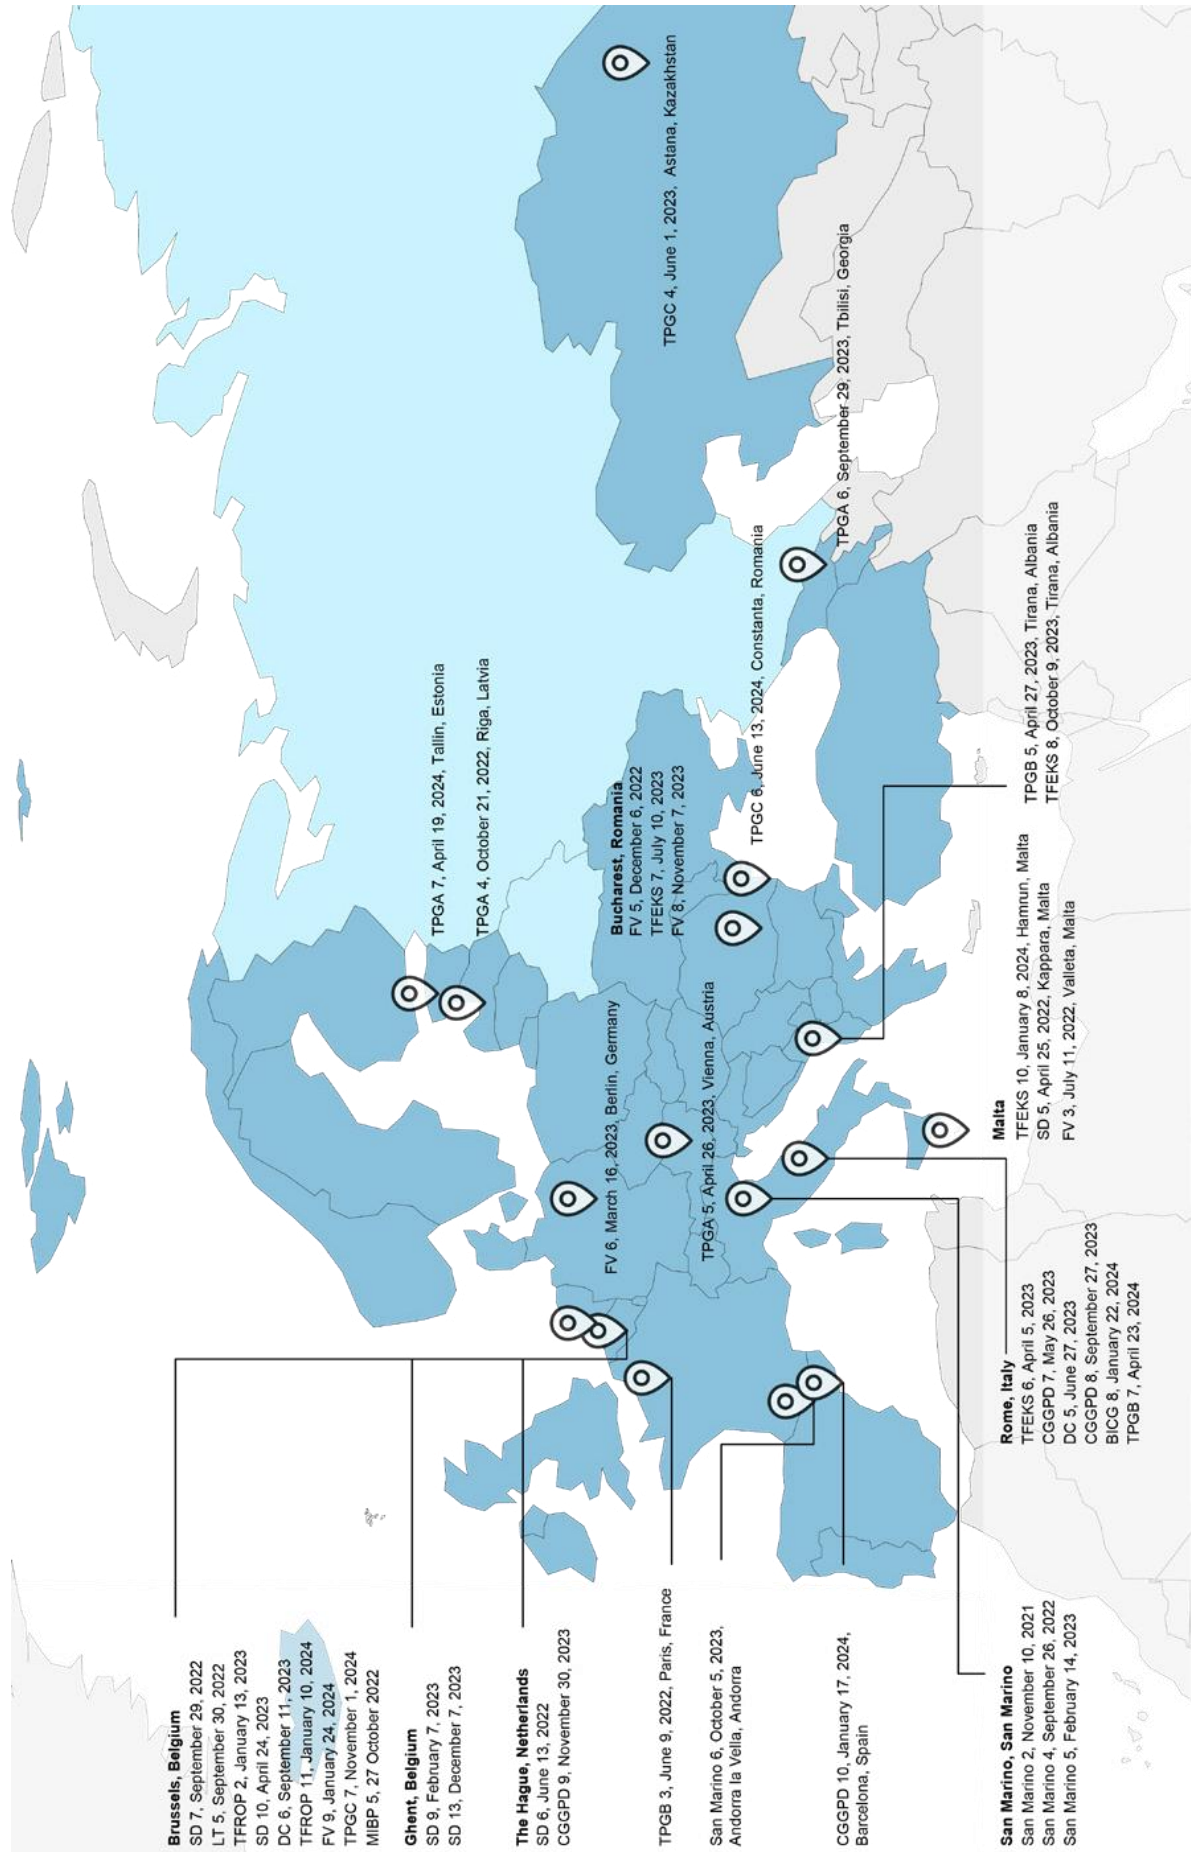 Brussels, Belgium
SD 7, September 29, 2022
LT 5, September 30, 2022
TFROP 2, January 13, 2023
SD 10, April 24, 2023
DC 6, September 11, 2023
TFROP 11, January 10, 2024
FV 9, January 24, 2024
TPGC 7, November 1, 2024
MIBP 5, 27 October 2022
Ghent, Belgium
SD 9, February 7, 2023
SD 13, December 7, 2023
The Hague, Netherlands
SD 6, June 13, 2022
CGGPD 9, November 30, 2023
TPGB 3, June 9, 2022, Paris, France
San Marino 6, October 5, 2023,
Andorra la Vella, Andorra
CGGPD 10, January 17, 2024,
Barcelona, Spain
San Marino, San Marino
San Marino 2, November 10, 2021
San Marino 4, September 26, 2022
San Marino 5, February 14, 2023
Rome, Italy
TFEKS 6, April 5, 2023
CGGPD 7, May 26, 2023
DC 5, June 27, 2023
CGGPD 8, September 27, 2023
BICG 8, January 22, 2024
TPGB 7, April 23, 2024
FV 6, March 16, 2023, Berlin, Germany
TPGA 5, April 26, 2023, Vienna, Austria
Malta
TFEKS 10, January 8, 2024, Hamrun, Malta
SD 5, April 25, 2022, Kappara, Malta
FV 3, July 11, 2022, Valleta, Malta
TPGA 7, April 19, 2024, Tallin, Estonia
TPGA 4, October 21, 2022, Riga, Latvia
Bucharest, Romania
FV 5, December 6, 2022
TFEKS 7, July 10, 2023
FV 8, November 7, 2023
TPGC 6, June 13, 2024, Constanta, Romania
TPGB 5, April 27, 2023, Tirana, Albania
TFEKS 8, October 9, 2023, Tirana, Albania
TPGC 4, June 1, 2023, Astana, Kazakhstan
TPGA 6, September 29, 2023, Tbilisi, Georgia